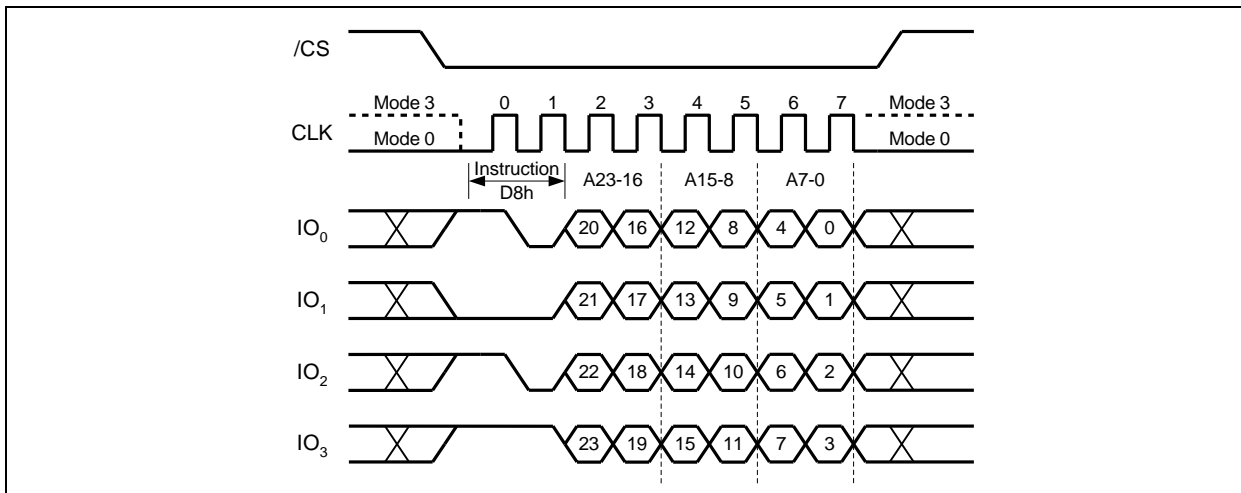 /CS
Mode 3 0 1 2 3 4 5 6 7 Mode 3
CLK
Mode 0 Mode 0
Instruction
D8h
A23-16 A15-8 A7-0
IO0 20 16 12 8 4 0
IO1 21 17 13 9 5 1
IO2 22 18 14 10 6 2
IO3 23 19 15 11 7 3